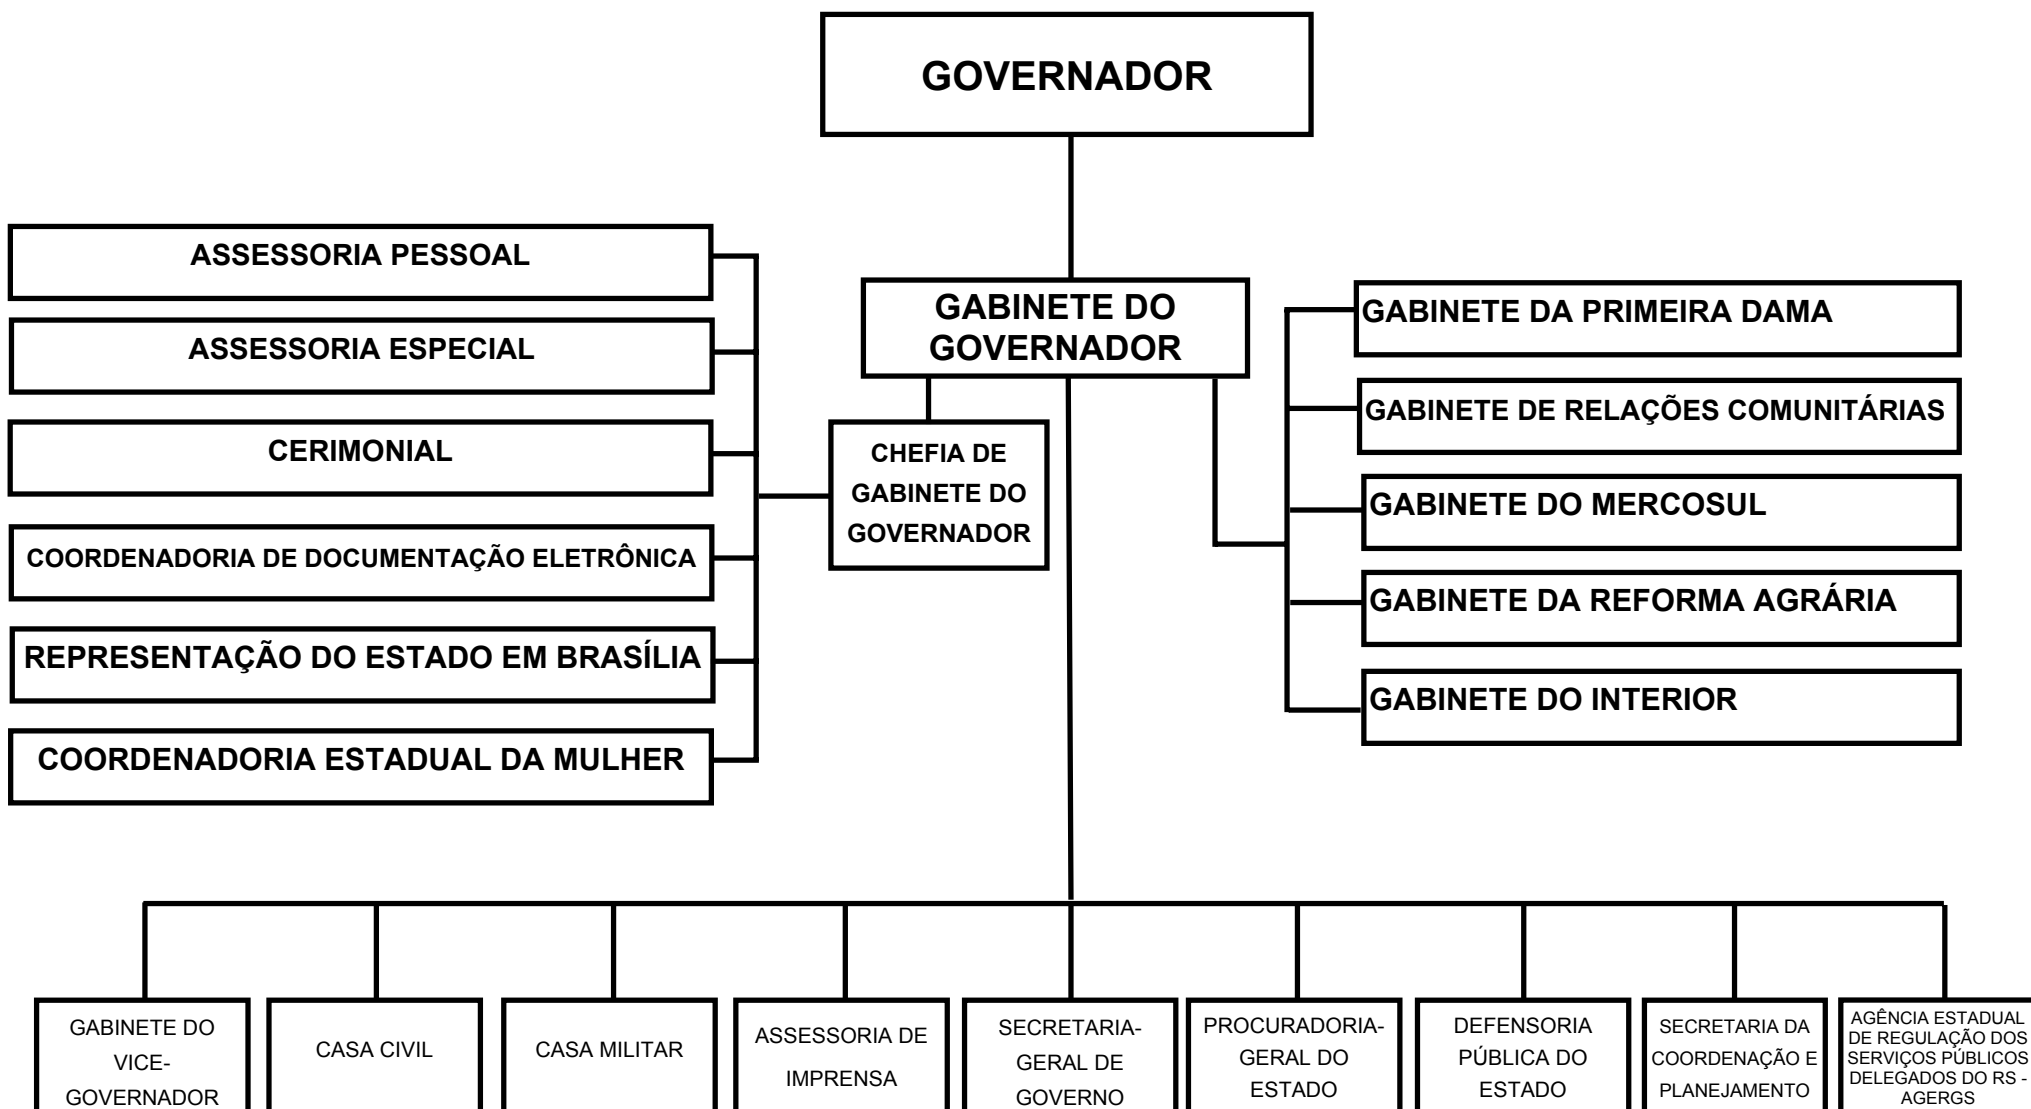 GOVERNADOR
ASSESSORIA PESSOAL
ASSESSORIA ESPECIAL
CERIMONIAL
COORDENADORIA DE DOCUMENTAÇÃO ELETRÔNICA
REPRESENTAÇÃO DO ESTADO EM BRASÍLIA
COORDENADORIA ESTADUAL DA MULHER
GABINETE DO
GOVERNADOR
CHEFIA DE
GABINETE DO
GOVERNADOR
GABINETE DA PRIMEIRA DAMA
GABINETE DE RELAÇÕES COMUNITÁRIAS
GABINETE DO MERCOSUL
GABINETE DA REFORMA AGRÁRIA
GABINETE DO INTERIOR
GABINETE DO
VICE-
GOVERNADOR
CASA CIVIL
CASA MILITAR
ASSESSORIA DE
IMPRENSA
SECRETARIA-
GERAL DE
GOVERNO
PROCURADORIA-
GERAL DO
ESTADO
DEFENSORIA
PÚBLICA DO
ESTADO
SECRETARIA DA
COORDENAÇÃO E
PLANEJAMENTO
AGÊNCIA ESTADUAL
DE REGULAÇÃO DOS
SERVIÇOS PÚBLICOS
DELEGADOS DO RS -
AGERGS